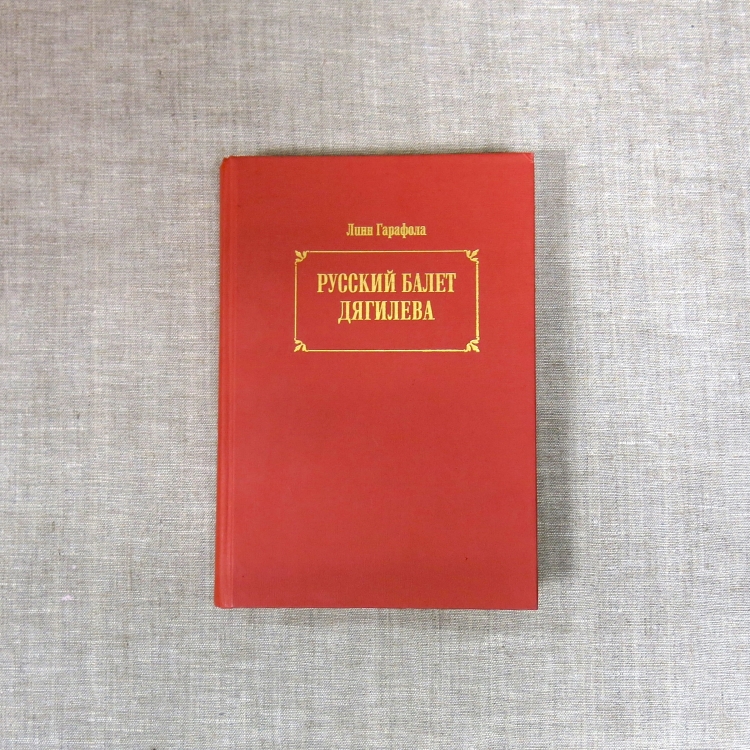 Линн Гарафола
РУССКИЙ БАЛЕТ
ДЯГИЛЕВА